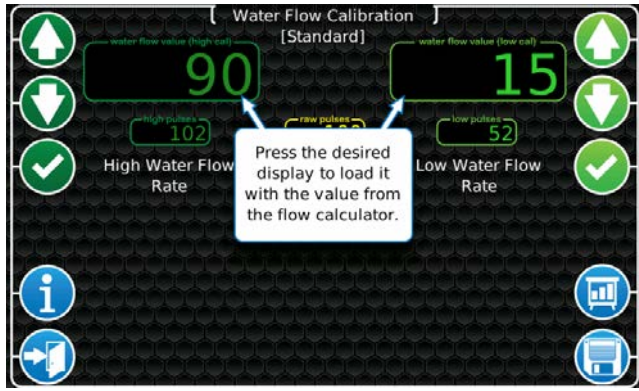 Water Flow Calibration
[Standard]
water flow value (high cal)
90
water flow value (low cal)
15
high pulses
102
raw pulses
low pulses
52
High Water Flow
Rate
Low Water Flow
Rate
Press the desired
display to load it
with the value from
the flow calculator.